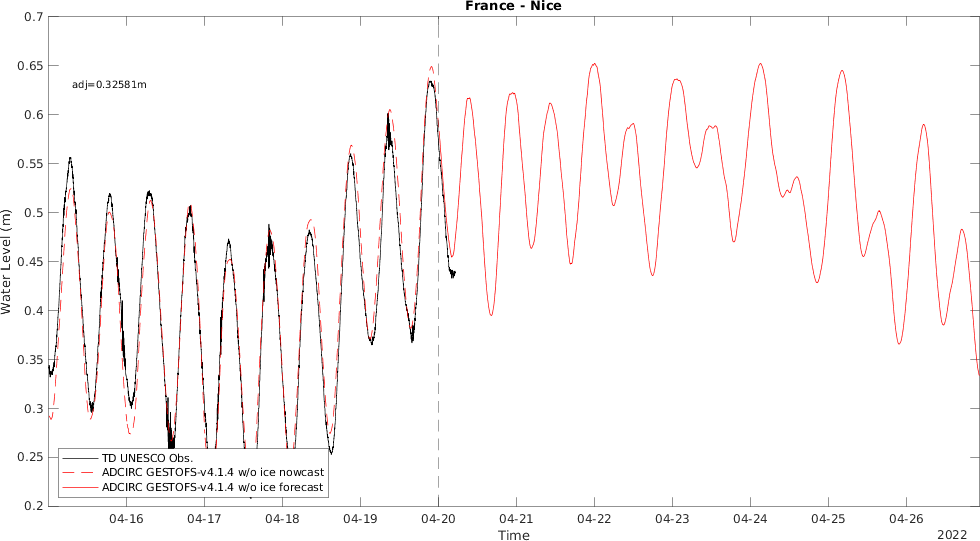 France - Nice
0.7
0.65
0.6
0.55
0.5
0.45
0.4
0.35
0.3
0.25
0.2
Water Level (m)
adj=0.32581m
TD UNESCO Obs.
ADCIRC GESTOFS-v4.1.4 w/o ice nowcast
ADCIRC GESTOFS-v4.1.4 w/o ice forecast
04-16 04-17 04-18 04-19 04-20 04-21 04-22 04-23 04-24 04-25 04-26
Time
2022